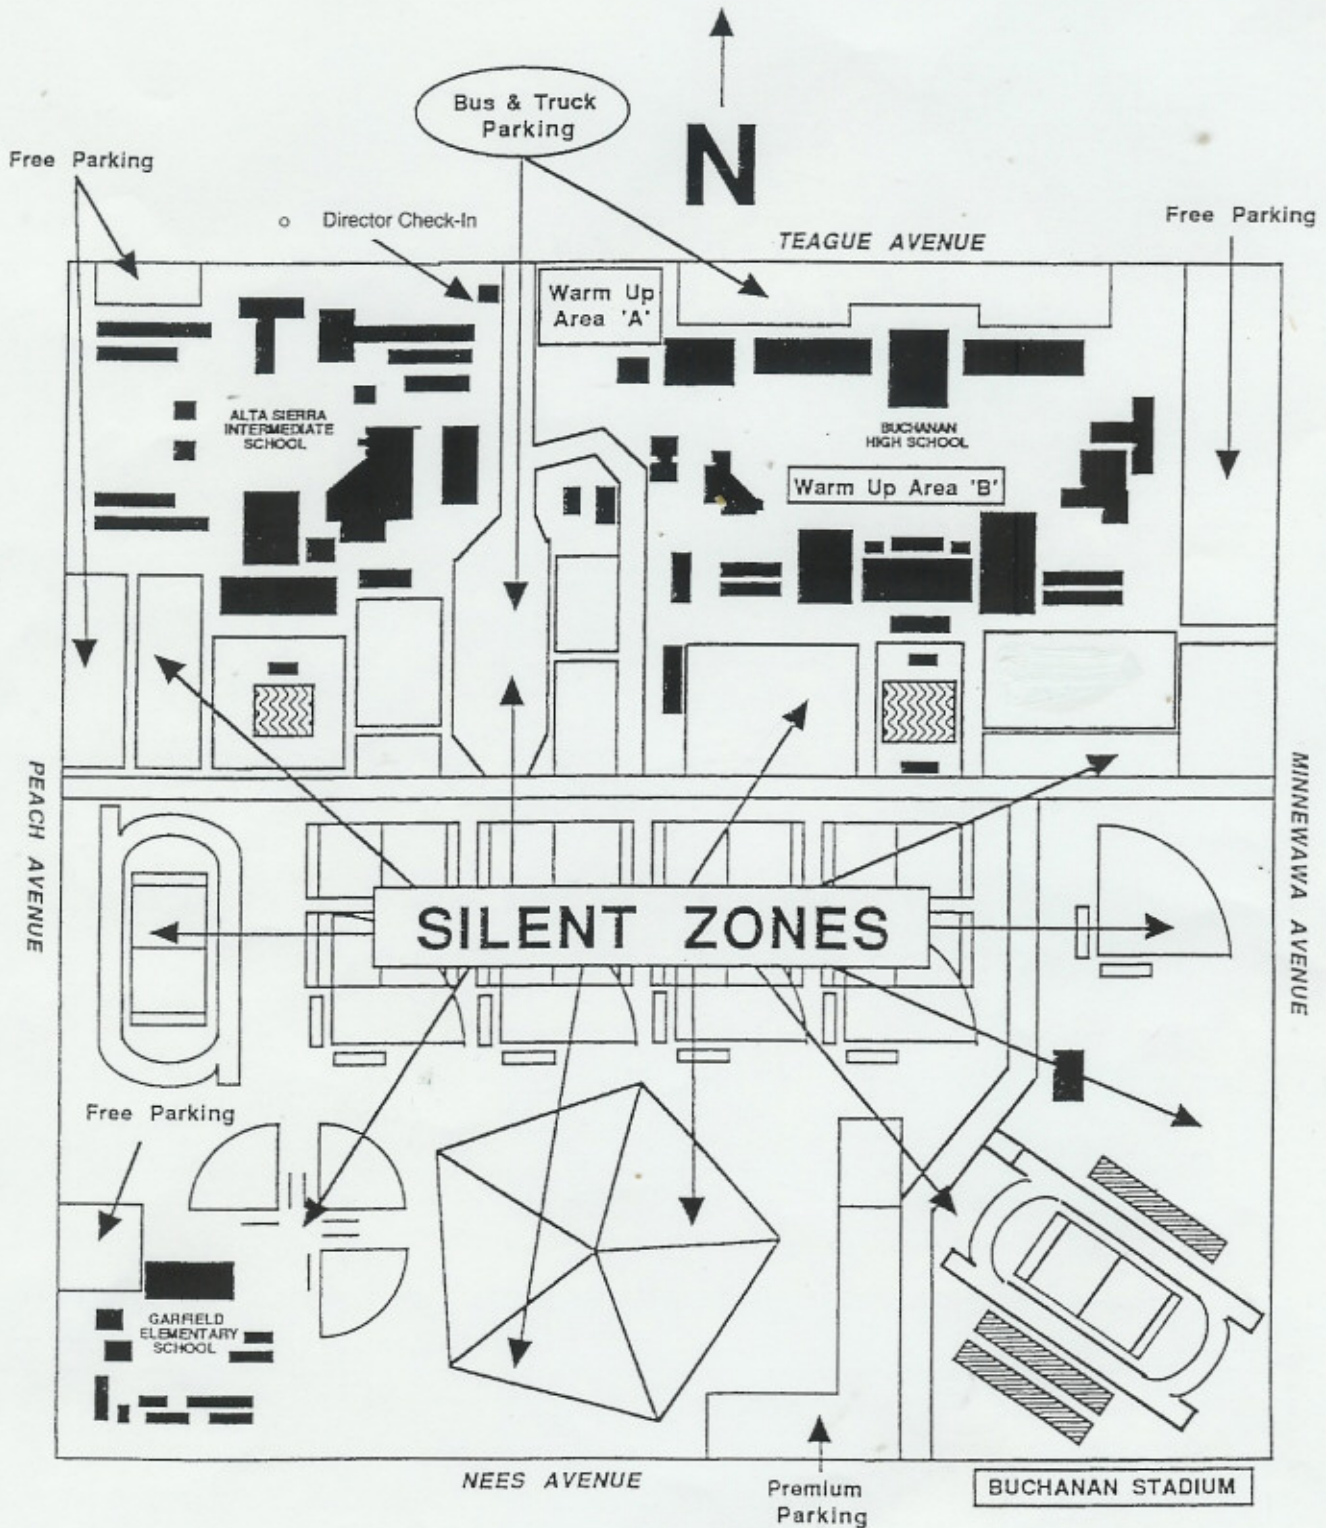 Bus & Truck
Parking
N
Free Parking
Director Check-In
Free Parking
TEAGUE AVENUE
Warm Up
Area 'A'
ALTA SIERRA
INTERMEDIATE
SCHOOL
BUCHANAN
HIGH SCHOOL
Warm Up Area 'B'
PEACH AVENUE
MINNEWAWA AVENUE
SILENT ZONES
Free Parking
GARFIELD
ELEMENTARY
SCHOOL
NEES AVENUE
Premium
Parking
BUCHANAN STADIUM